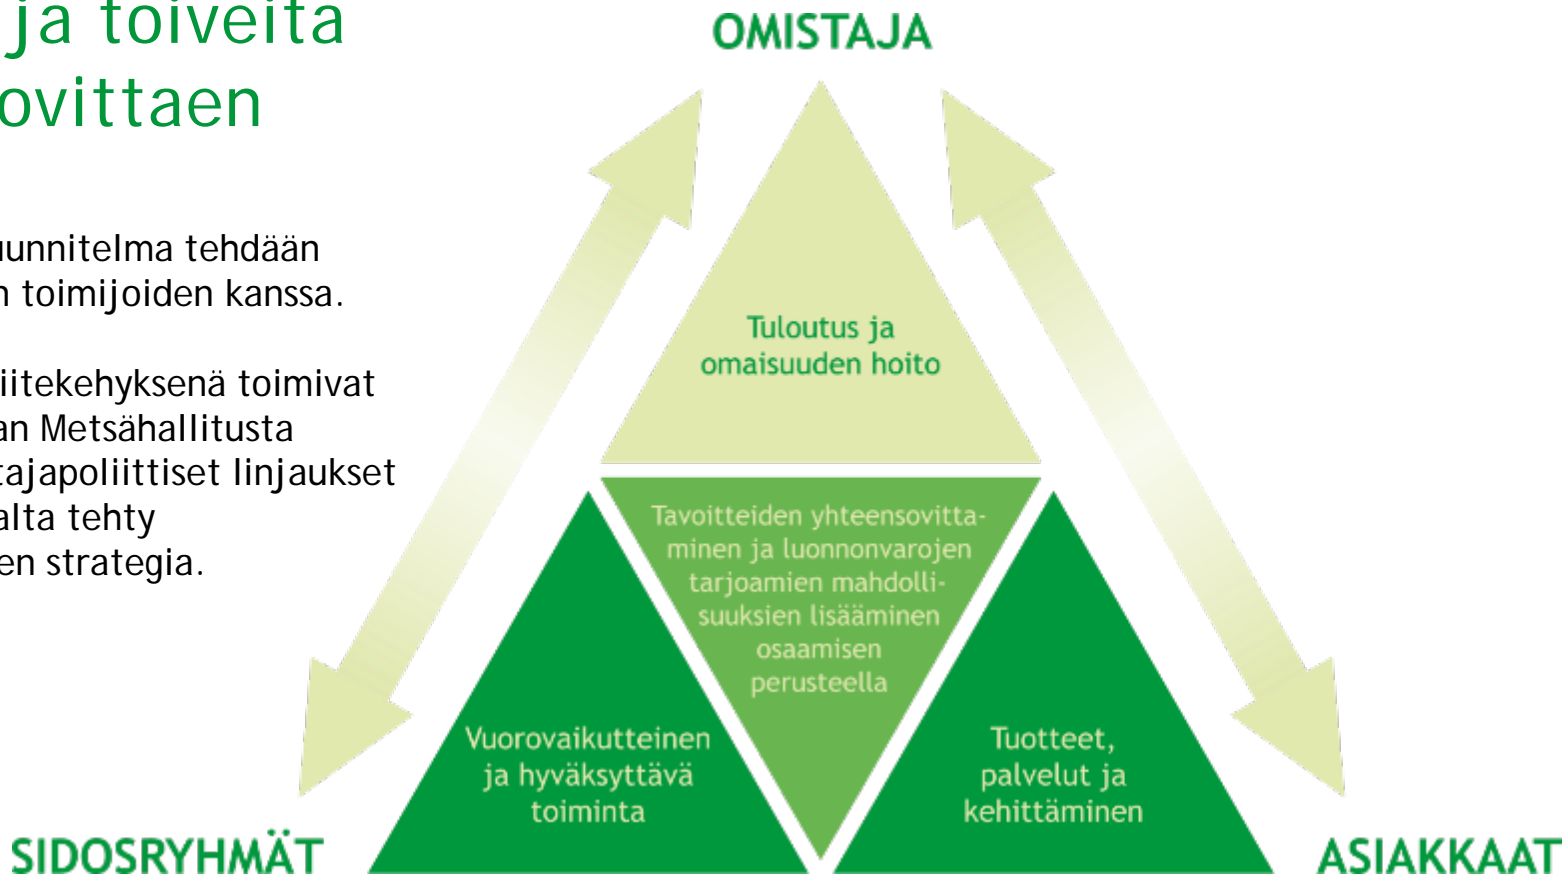 ja toiveita
ovittaen
uunnitelma tehdään
n toimijoiden kanssa.
iitekehyksenä toimivat
an Metsähallitusta
tajapoliittiset linjaukset
alta tehty
en strategia.
OMISTAJA
Tuloutus ja
omaisuuden hoito
Tavoitteiden yhteensovitta-
minen ja luonnonvarojen
tarjoamien mahdolli-
suuksien lisääminen
osaamisen
perusteella
Vuorovaikutteinen
ja hyväksyttävä
toiminta
Tuotteet,
palvelut ja
kehittäminen
SIDOSRYHMÄT
ASIAKKAAT